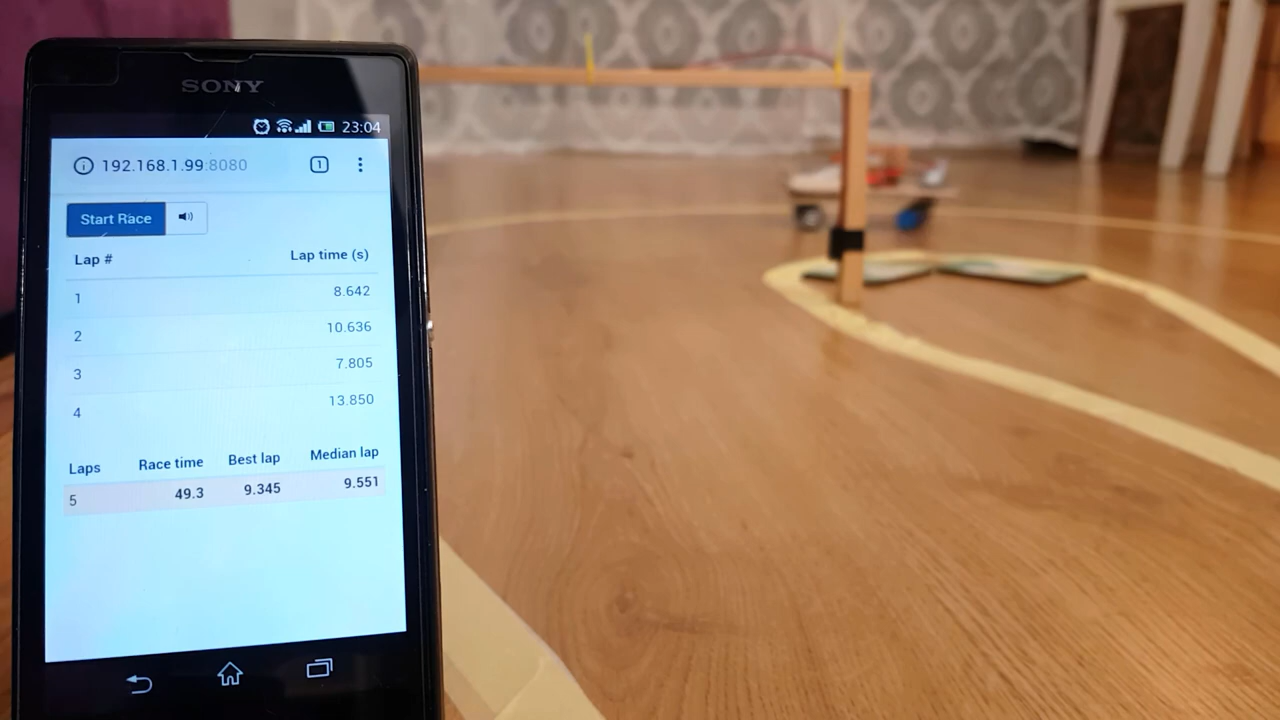 SONY
23:04
192.168.1.99:8080 1
Start Race
Lap # Lap time (s)
1 8.642
2 10.636
3 7.805
4 13.850
Laps Race time Best lap Median lap
5 49.3 9.345 9.551